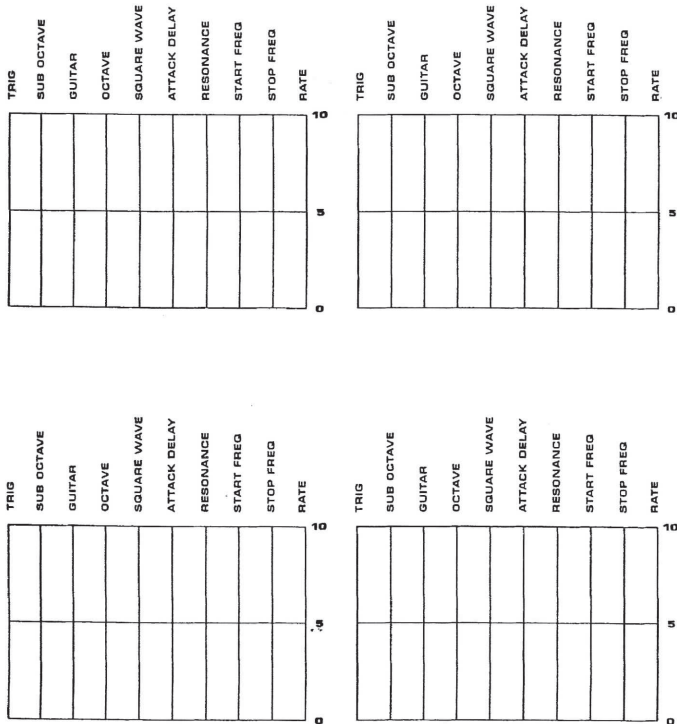 TRIG
SUB OCTAVE
GUITAR
OCTAVE
SQUARE WAVE
ATTACK DELAY
RESONANCE
START FREQ
STOP FREQ
RATE
10
5
0
TRIG
SUB OCTAVE
GUITAR
OCTAVE
SQUARE WAVE
ATTACK DELAY
RESONANCE
START FREQ
STOP FREQ
RATE
10
5
0
TRIG
SUB OCTAVE
GUITAR
OCTAVE
SQUARE WAVE
ATTACK DELAY
RESONANCE
START FREQ
STOP FREQ
RATE
10
5
0
TRIG
SUB OCTAVE
GUITAR
OCTAVE
SQUARE WAVE
ATTACK DELAY
RESONANCE
START FREQ
STOP FREQ
RATE
10
5
0